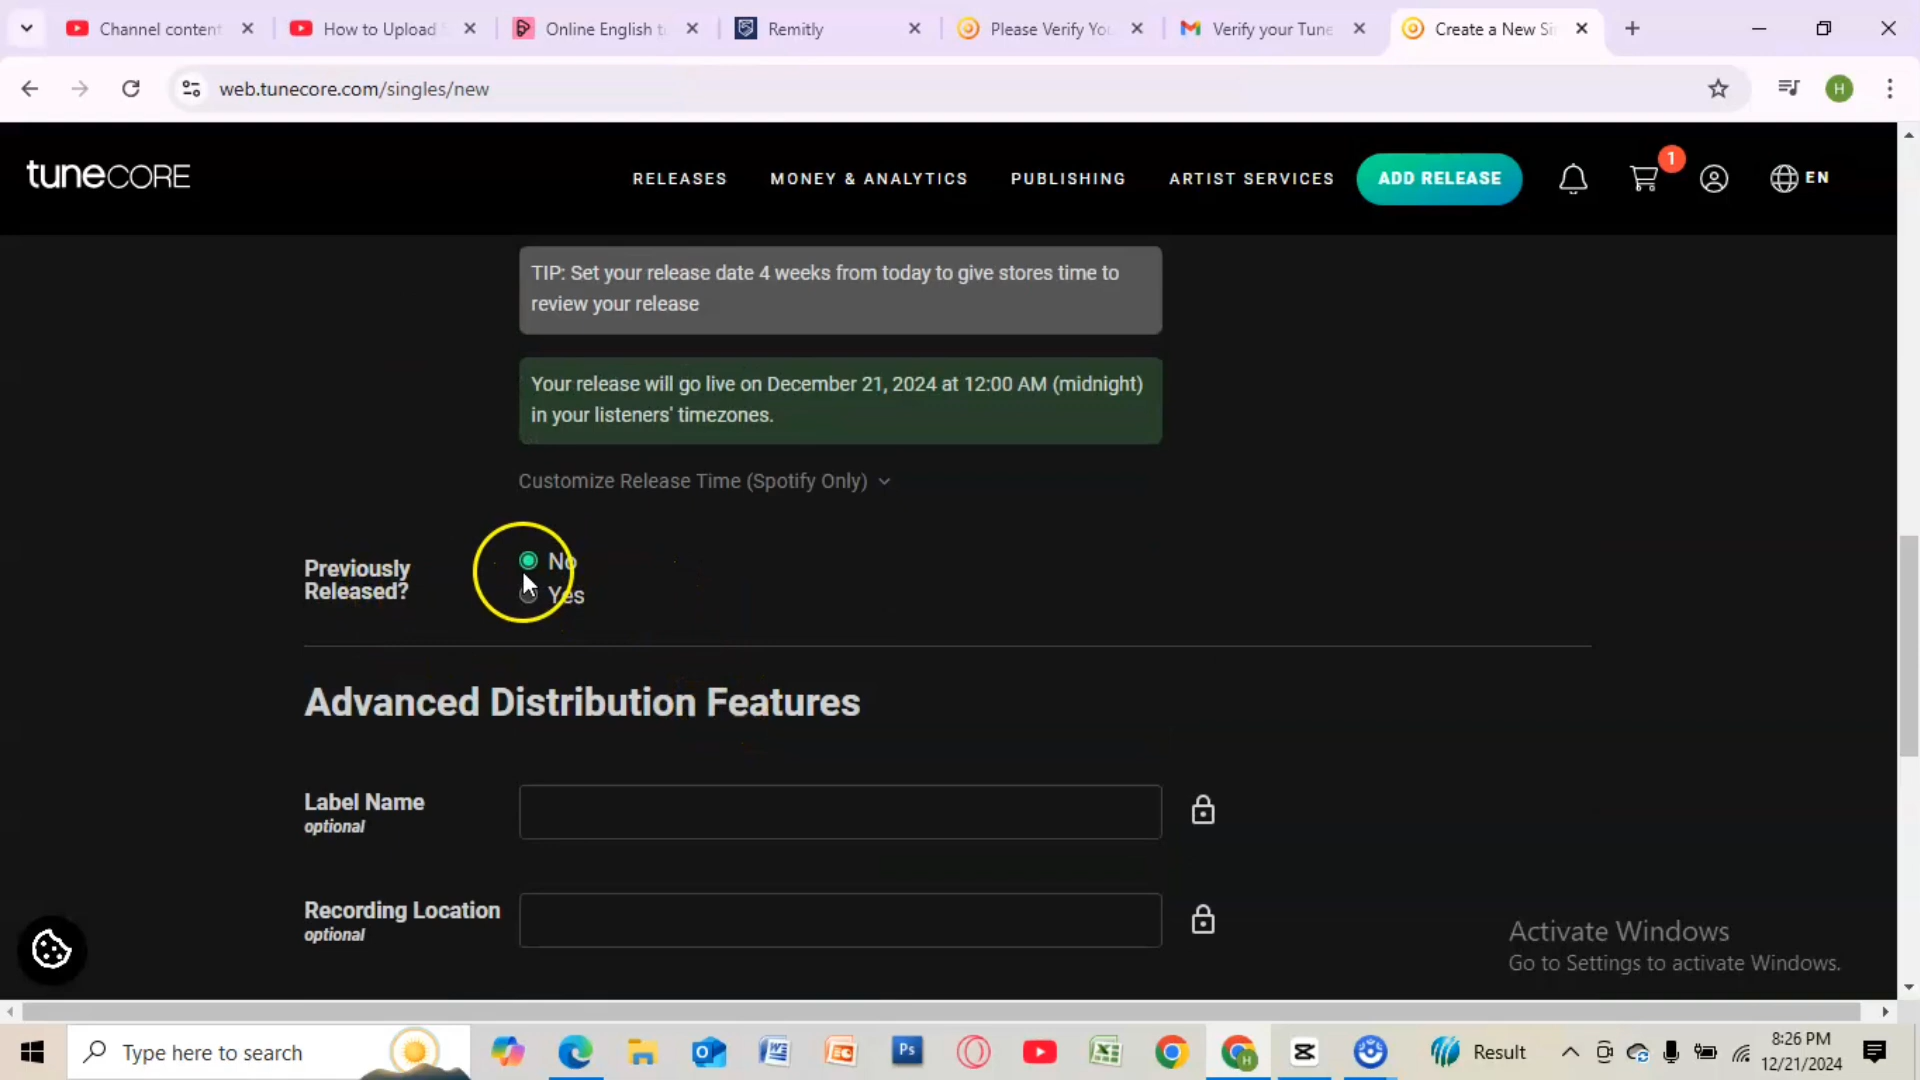 Channel content
How to Upload
Online English t
Remitly
Please Verify Yo
Verify your Tune
Create a New Si
web.tunecore.com/singles/new
H
tunecore
RELEASES
MONEY & ANALYTICS
PUBLISHING
ARTIST SERVICES
ADD RELEASE
1
EN
TIP: Set your release date 4 weeks from today to give stores time to
review your release
Your release will go live on December 21, 2024 at 12:00 AM (midnight)
in your listeners' timezones.
Customize Release Time (Spotify Only)
Previously
Released?
No
Yes
Advanced Distribution Features
Label Name
optional
Recording Location
optional
Activate Windows
Go to Settings to activate Windows.
Type here to search
Ps
Result
8:26 PM
12/21/2024